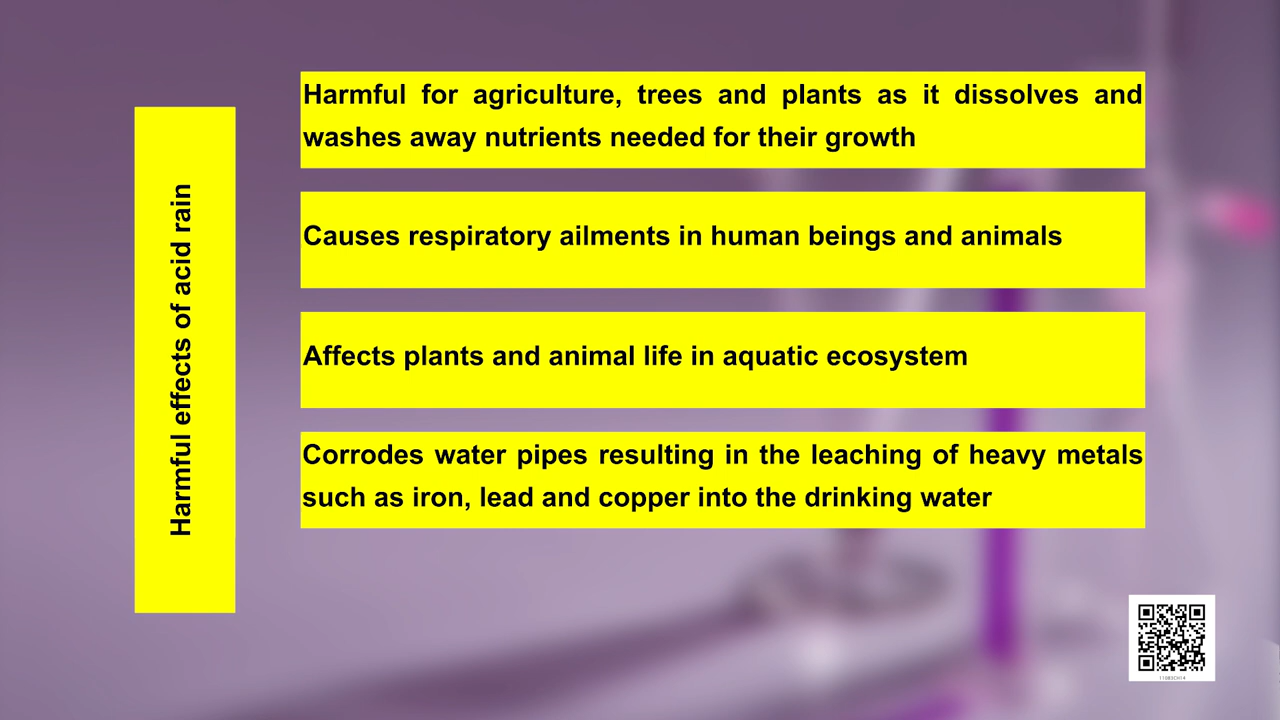 Harmful effects of acid rain
Harmful for agriculture, trees and plants as it dissolves and
washes away nutrients needed for their growth
Causes respiratory ailments in human beings and animals
Affects plants and animal life in aquatic ecosystem
Corrodes water pipes resulting in the leaching of heavy metals
such as iron, lead and copper into the drinking water